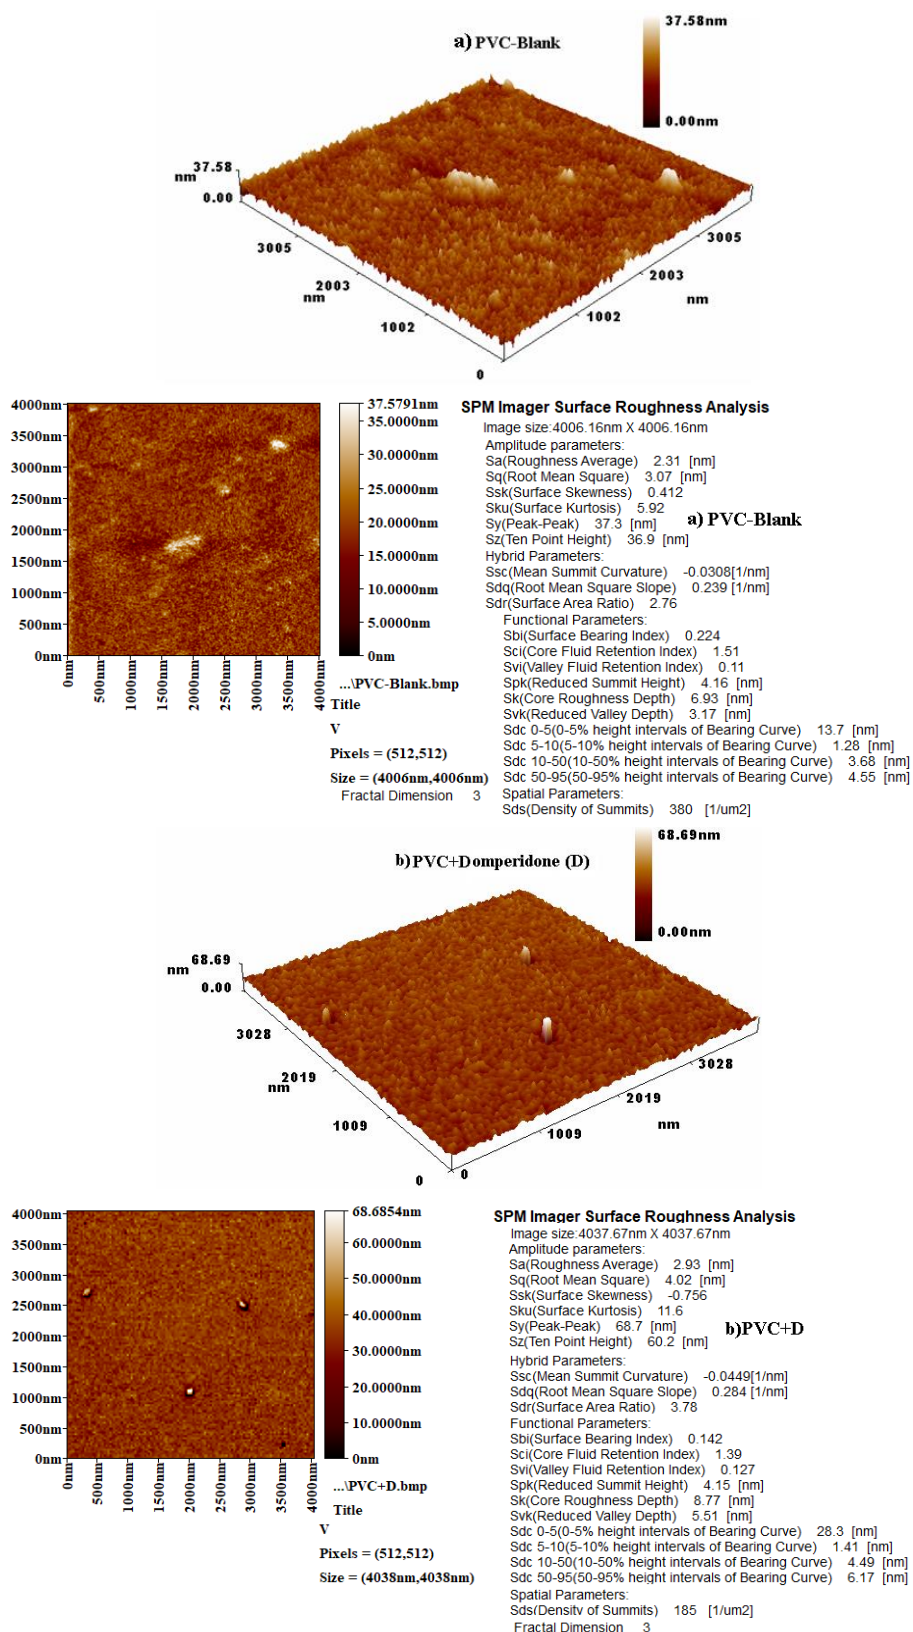 a) PVC-Blank
37.58nm
0.00nm
37.58
nm
0.00
3005
2003
nm
1002
0
1002
2003
3005
nm
4000nm
3500nm
3000nm
2500nm
2000nm
1500nm
1000nm
500nm
0nm
0nm
500nm
1000nm
1500nm
2000nm
2500nm
3000nm
3500nm
4000nm
37.5791nm
35.0000nm
30.0000nm
25.0000nm
20.0000nm
15.0000nm
10.0000nm
5.0000nm
0nm
...\PVC-Blank.bmp
Title
V
Pixels = (512,512)
Size = (4006nm,4006nm)
Fractal Dimension 3
SPM Imager Surface Roughness Analysis
Image size:4006.16nm X 4006.16nm
Amplitude parameters:
Sa(Roughness Average) 2.31 [nm]
Sq(Root Mean Square) 3.07 [nm]
Ssk(Surface Skewness) 0.412
Sku(Surface Kurtosis) 5.92
Sy(Peak-Peak) 37.3 [nm]
a) PVC-Blank
Sz(Ten Point Height) 36.9 [nm]
Hybrid Parameters:
Ssc(Mean Summit Curvature) -0.0308[1/nm]
Sdq(Root Mean Square Slope) 0.239 [1/nm]
Sdr(Surface Area Ratio) 2.76
Functional Parameters:
Sbi(Surface Bearing Index) 0.224
Sci(Core Fluid Retention Index) 1.51
Svi(Valley Fluid Retention Index) 0.11
Spk(Reduced Summit Height) 4.16 [nm]
Sk(Core Roughness Depth) 6.93 [nm]
Svk(Reduced Valley Depth) 3.17 [nm]
Sdc 0-5(0-5% height intervals of Bearing Curve) 13.7 [nm]
Sdc 5-10(5-10% height intervals of Bearing Curve) 1.28 [nm]
Sdc 10-50(10-50% height intervals of Bearing Curve) 3.68 [nm]
Sdc 50-95(50-95% height intervals of Bearing Curve) 4.55 [nm]
Spatial Parameters:
Sds(Density of Summits) 380 [1/um2]
b)PVC+Domperidone (D)
68.69nm
0.00nm
68.69
nm
0.00
3028
2019
nm
1009
0
0
1009
2019
3028
nm
4000nm
3500nm
3000nm
2500nm
2000nm
1500nm
1000nm
500nm
0nm
0nm
500nm
1000nm
1500nm
2000nm
2500nm
3000nm
3500nm
4000nm
68.6854nm
60.0000nm
50.0000nm
40.0000nm
30.0000nm
20.0000nm
10.0000nm
0nm
...\PVC+D.bmp
Title
V
Pixels = (512,512)
Size = (4038nm,4038nm)
SPM Imager Surface Roughness Analysis
Image size:4037.67nm X 4037.67nm
Amplitude parameters:
Sa(Roughness Average) 2.93 [nm]
Sq(Root Mean Square) 4.02 [nm]
Ssk(Surface Skewness) -0.756
Sku(Surface Kurtosis) 11.6
Sy(Peak-Peak) 68.7 [nm]
b)PVC+D
Sz(Ten Point Height) 60.2 [nm]
Hybrid Parameters:
Ssc(Mean Summit Curvature) -0.0449[1/nm]
Sdq(Root Mean Square Slope) 0.284 [1/nm]
Sdr(Surface Area Ratio) 3.78
Functional Parameters:
Sbi(Surface Bearing Index) 0.142
Sci(Core Fluid Retention Index) 1.39
Svi(Valley Fluid Retention Index) 0.127
Spk(Reduced Summit Height) 4.15 [nm]
Sk(Core Roughness Depth) 8.77 [nm]
Svk(Reduced Valley Depth) 5.51 [nm]
Sdc 0-5(0-5% height intervals of Bearing Curve) 28.3 [nm]
Sdc 5-10(5-10% height intervals of Bearing Curve) 1.41 [nm]
Sdc 10-50(10-50% height intervals of Bearing Curve) 4.49 [nm]
Sdc 50-95(50-95% height intervals of Bearing Curve) 6.17 [nm]
Spatial Parameters:
Sds(Density of Summits) 185 [1/um2]
Fractal Dimension 3